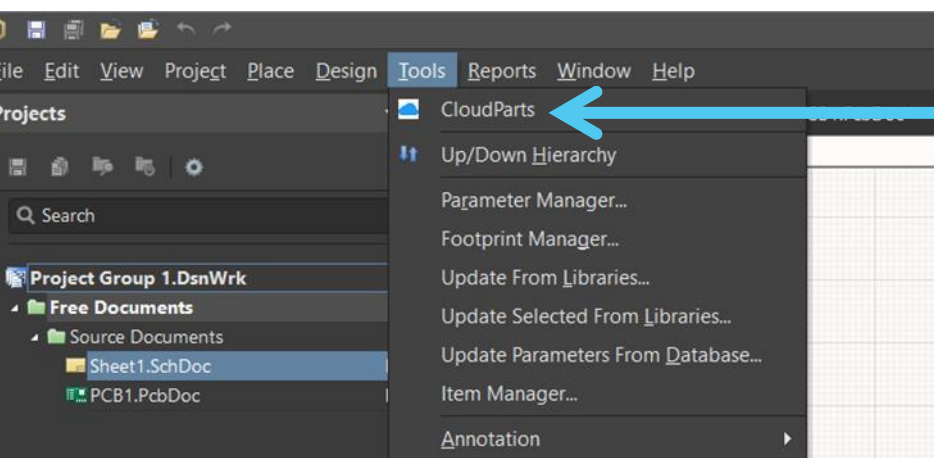 File Edit View Project Place Design Tools Reports Window Help
Projects
CloudParts
Up/Down Hierarchy
Search
Parameter Manager...
Footprint Manager...
Project Group 1.DsnWrk
Update From Libraries...
Free Documents
Update Selected From Libraries...
Source Documents
Update Parameters From Database...
Sheet1.SchDoc
PCB1.PcbDoc
Item Manager...
Annotation